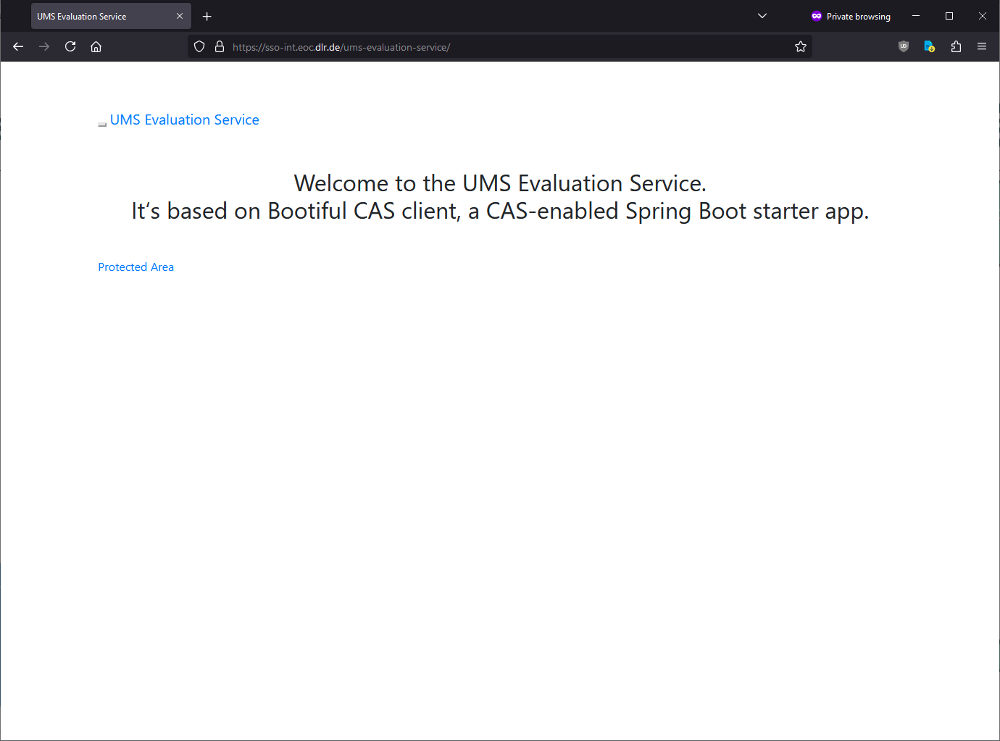 UMS Evaluation Service
Private browsing
https://sso-int.eoc.dlr.de/ums-evaluation-service/
UMS Evaluation Service
Welcome to the UMS Evaluation Service.
It‘s based on Bootiful CAS client, a CAS-enabled Spring Boot starter app.
Protected Area